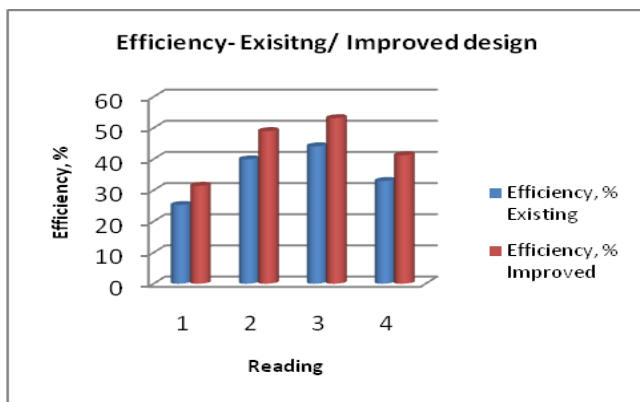 Efficiency- Exisitng/ Improved design
60
50
40
30
20
10
0
Efficiency, %
1 2 3 4
Reading
Efficiency, %
Existing
Efficiency, %
Improved